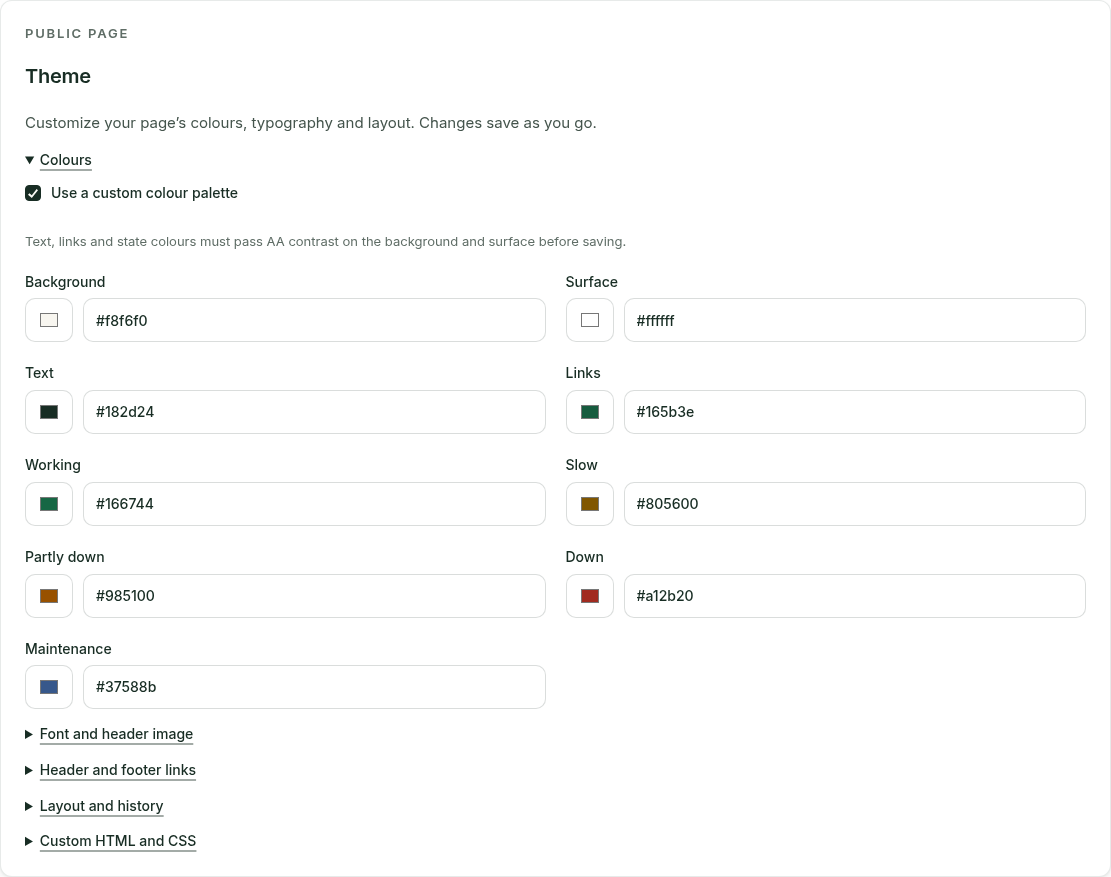 PUBLIC PAGE
Theme
Customize your page’s colours, typography and layout. Changes save as you go.
Colours
Use a custom colour palette
Text, links and state colours must pass AA contrast on the background and surface before saving.
Background
#f8f6f0
Surface
#ffffff
Text
#182d24
Links
#165b3e
Working
#166744
Slow
#805600
Partly down
#985100
Down
#a12b20
Maintenance
#37588b
Font and header image
Header and footer links
Layout and history
Custom HTML and CSS